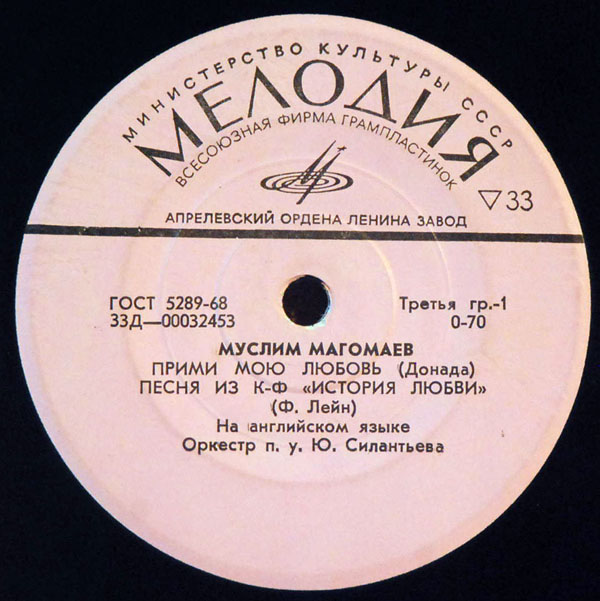 МИНИСТЕРСТВО КУЛЬТУРЫ СССР
МЕЛОДИЯ
ВСЕСОЮЗНАЯ ФИРМА ГРАМПЛАСТИНОК
▽33
АПРЕЛЕВСКИЙ ОРДЕНА ЛЕНИНА ЗАВОД
ГОСТ 5289-68 Третья гр.-1
33Д—00032453 0-70
МУСЛИМ МАГОМАЕВ
ПРИМИ МОЮ ЛЮБОВЬ (Донада)
ПЕСНЯ ИЗ К-Ф «ИСТОРИЯ ЛЮБВИ»
(Ф. Лейн)
На английском языке
Оркестр п. у. Ю. Силантьева